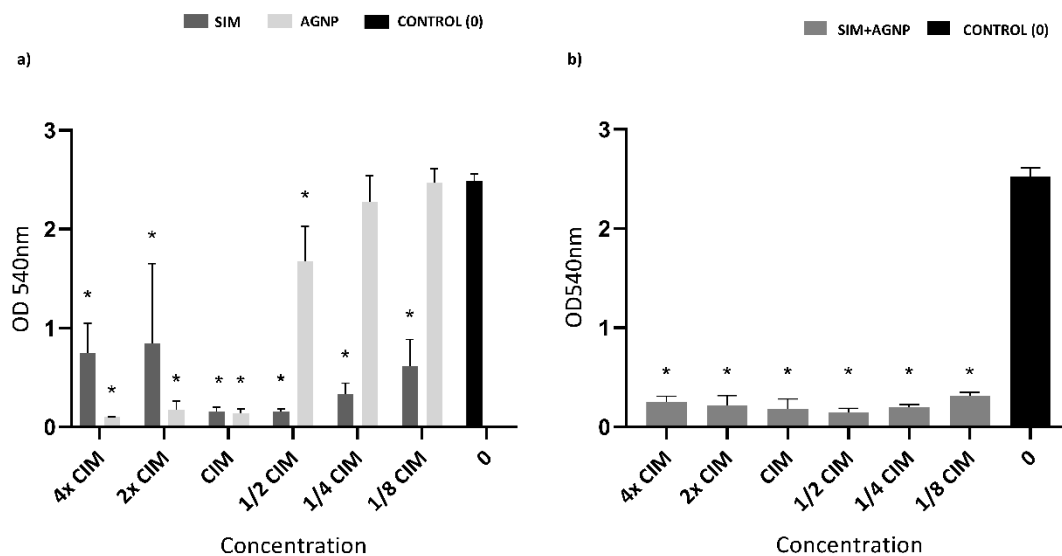 SIM AGNP CONTROL (0)
a)
OD 540nm
3
2
1
0
* * * * * * * * * *
4x CIM 2x CIM CIM 1/2 CIM 1/4 CIM 1/8 CIM 0
Concentration
SIM+AGNP CONTROL (0)
b)
OD540nm
3
2
1
0
* * * * * *
4x CIM 2x CIM CIM 1/2 CIM 1/4 CIM 1/8 CIM 0
Concentration